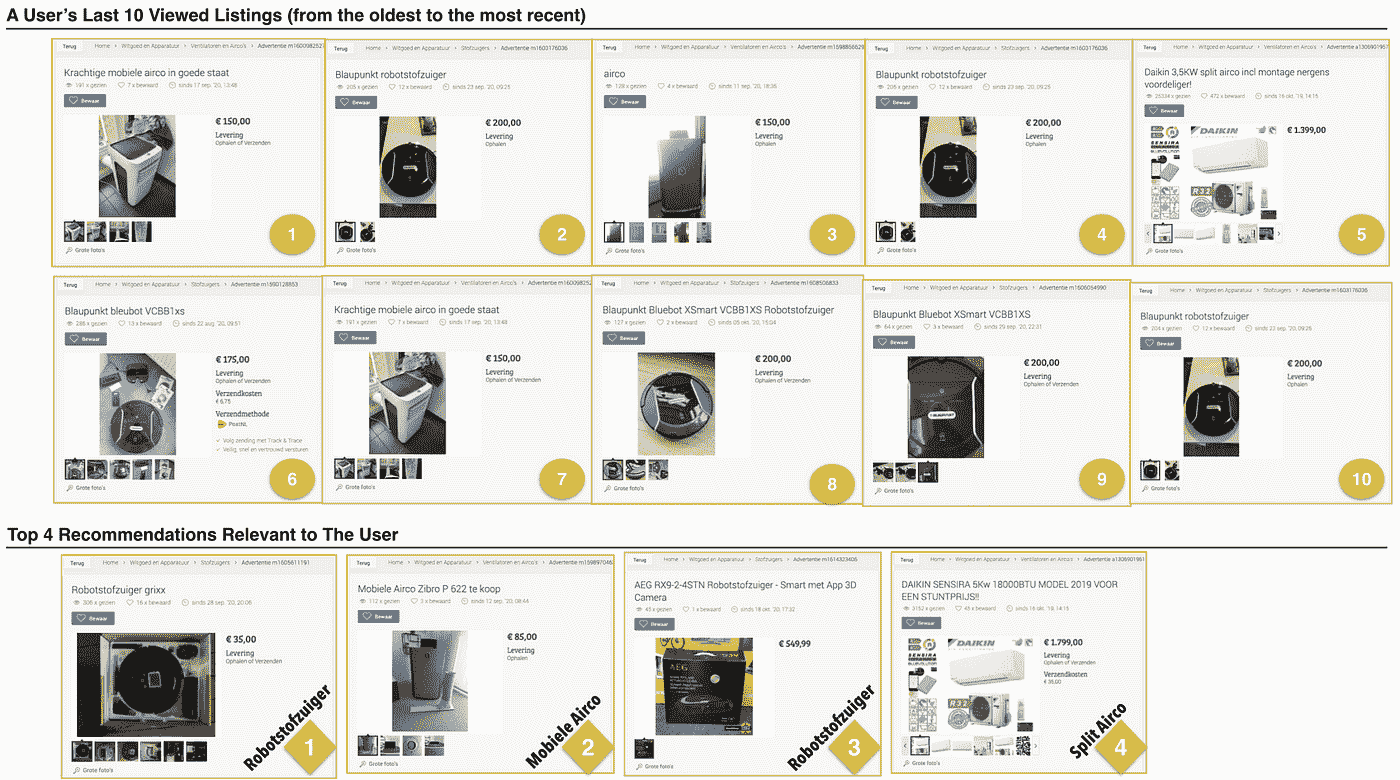 A User's Last 10 Viewed Listings (from the oldest to the most recent)
Terug Home › Witgoed en Apparatuur › Ventilatoren en Airco's › Advertentie
Krachtige mobiele airco in goede staat
191 x gezien 7 x bewaard sinds 17 sep. '20, 13:48
Bewaar
€ 150,00
Levering
Ophalen of Verzenden
Grote foto's
1
Terug Home › Witgoed en Apparatuur › Stofzuigers › Advertentie m1603176036
Blaupunkt robotstofzuiger
205 x gezien 12 x bewaard sinds 23 sep. '20, 09:25
Bewaar
€ 200,00
Levering
Ophalen
Grote foto's
2
Terug Home › Witgoed en Apparatuur › Ventilatoren en Airco's › Advertentie
airco
128 x gezien 4 x bewaard sinds 11 sep. '20, 18:35
Bewaar
€ 150,00
Levering
Ophalen of Verzenden
Grote foto's
3
Terug Home › Witgoed en Apparatuur › Stofzuigers › Advertentie m1603176036
Blaupunkt robotstofzuiger
205 x gezien 12 x bewaard sinds 23 sep. '20, 09:25
Bewaar
€ 200,00
Levering
Ophalen
Grote foto's
4
Terug Home › Witgoed en Apparatuur › Ventilatoren en Airco's › Advertentie
Daikin 3,5KW split airco incl montage nergens
voordeliger!
472 x bewaard sinds 16 okt. '19, 14:15
Bewaar
DAIKIN
€ 1.399,00
Grote foto's
5
Terug Home › Witgoed en Apparatuur › Stofzuigers › Advertentie
Blaupunkt bleubot VCBB1xs
288 x gezien 13 x bewaard sinds 22 aug. '20, 09:51
Bewaar
€ 175,00
Levering
Ophalen of Verzenden
Verzendkosten
€ 6,75
Verzendmethode
PostNL
Volg zending met Track & Trace
Veilig, snel en vertrouwd versturen
Grote foto's
6
Terug Home › Witgoed en Apparatuur › Ventilatoren en Airco's › Advertentie
Krachtige mobiele airco in goede staat
191 x gezien 7 x bewaard sinds 17 sep. '20, 13:48
Bewaar
€ 150,00
Levering
Ophalen of Verzenden
Grote foto's
7
Terug Home › Witgoed en Apparatuur › Stofzuigers › Advertentie m1608506833
Blaupunkt Bluebot XSmart VCBB1XS Robotstofzuiger
127 x gezien 2 x bewaard sinds 05 okt. '20, 15:04
Bewaar
€ 200,00
Levering
Ophalen of Verzenden
Grote foto's
8
Terug Home › Witgoed en Apparatuur › Stofzuigers › Advertentie m1606054990
Blaupunkt Bluebot XSmart VCBB1XS
64 x gezien 3 x bewaard sinds 29 sep. '20, 22:31
Bewaar
€ 200,00
Levering
Ophalen of Verzenden
BLAUPUNKT
Grote foto's
9
Terug Home › Witgoed en Apparatuur › Stofzuigers › Advertentie m1603176036
Blaupunkt robotstofzuiger
204 x gezien 12 x bewaard sinds 23 sep. '20, 09:25
Bewaar
€ 200,00
Levering
Ophalen
Grote foto's
10
Top 4 Recommendations Relevant to The User
Terug Home › Witgoed en Apparatuur › Stofzuigers › Advertentie m1605611191
Robotstofzuiger grixx
306 x gezien 16 x bewaard sinds 28 sep. '20, 20:06
Bewaar
€ 35,00
Levering
Ophalen of Verzenden
Grote foto's
Robotstofzuiger
1
Terug Home › Witgoed en Apparatuur › Ventilatoren en Airco's › Advertentie
Mobiele Airco Zibro P 622 te koop
112 x gezien 3 x bewaard sinds 12 sep. '20, 08:44
Bewaar
€ 85,00
Levering
Ophalen
Grote foto's
Mobiele Airco
2
Terug Home › Witgoed en Apparatuur › Stofzuigers › Advertentie m1614323405
AEG RX9-2-4STN Robotstofzuiger - Smart met App 3D
Camera
45 x gezien 1 x bewaard sinds 18 okt. '20, 17:32
Bewaar
€ 549,99
AEG
Grote foto's
Robotstofzuiger
3
Terug Home › Witgoed en Apparatuur › Ventilatoren en Airco's › Advertentie
DAIKIN SENSIRA 5Kw 18000BTU MODEL 2019 VOOR
EEN STUNTPRIJS!!
3152 x gezien 45 x bewaard sinds 16 okt. '19, 14:15
Bewaar
DAIKIN
€ 1.799,00
Levering
Ophalen of Verzenden
Verzendkosten
€ 35,00
Grote foto's
Split Airco
4